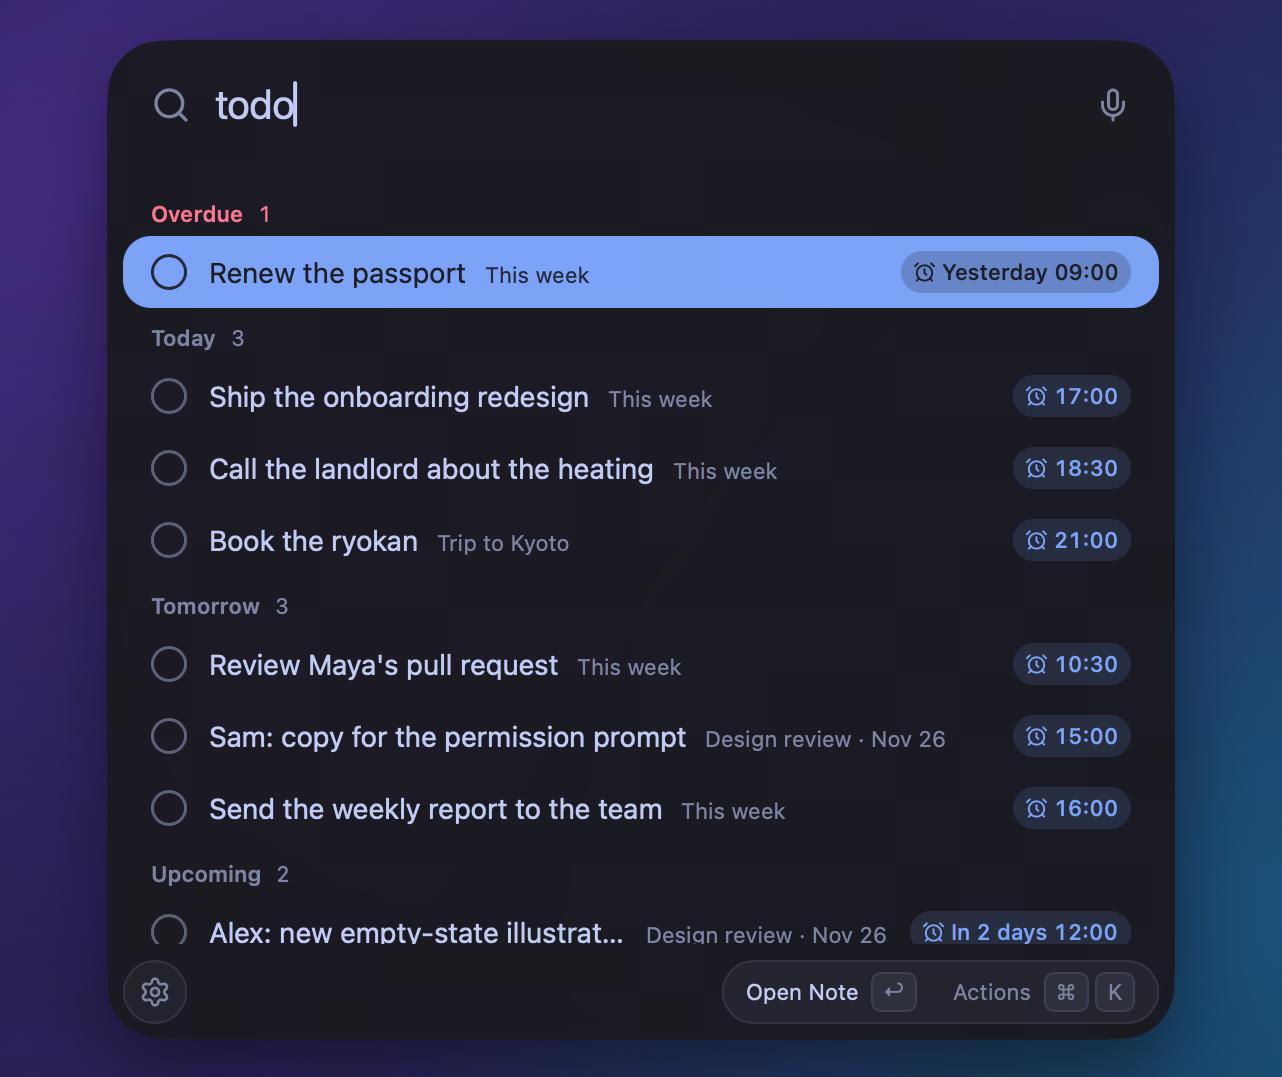 todo
Overdue 1
Renew the passport This week Yesterday 09:00
Today 3
Ship the onboarding redesign This week 17:00
Call the landlord about the heating This week 18:30
Book the ryokan Trip to Kyoto 21:00
Tomorrow 3
Review Maya's pull request This week 10:30
Sam: copy for the permission prompt Design review · Nov 26 15:00
Send the weekly report to the team This week 16:00
Upcoming 2
Alex: new empty-state illustrat... Design review · Nov 26 In 2 days 12:00
Open Note ↩ Actions ⌘ K